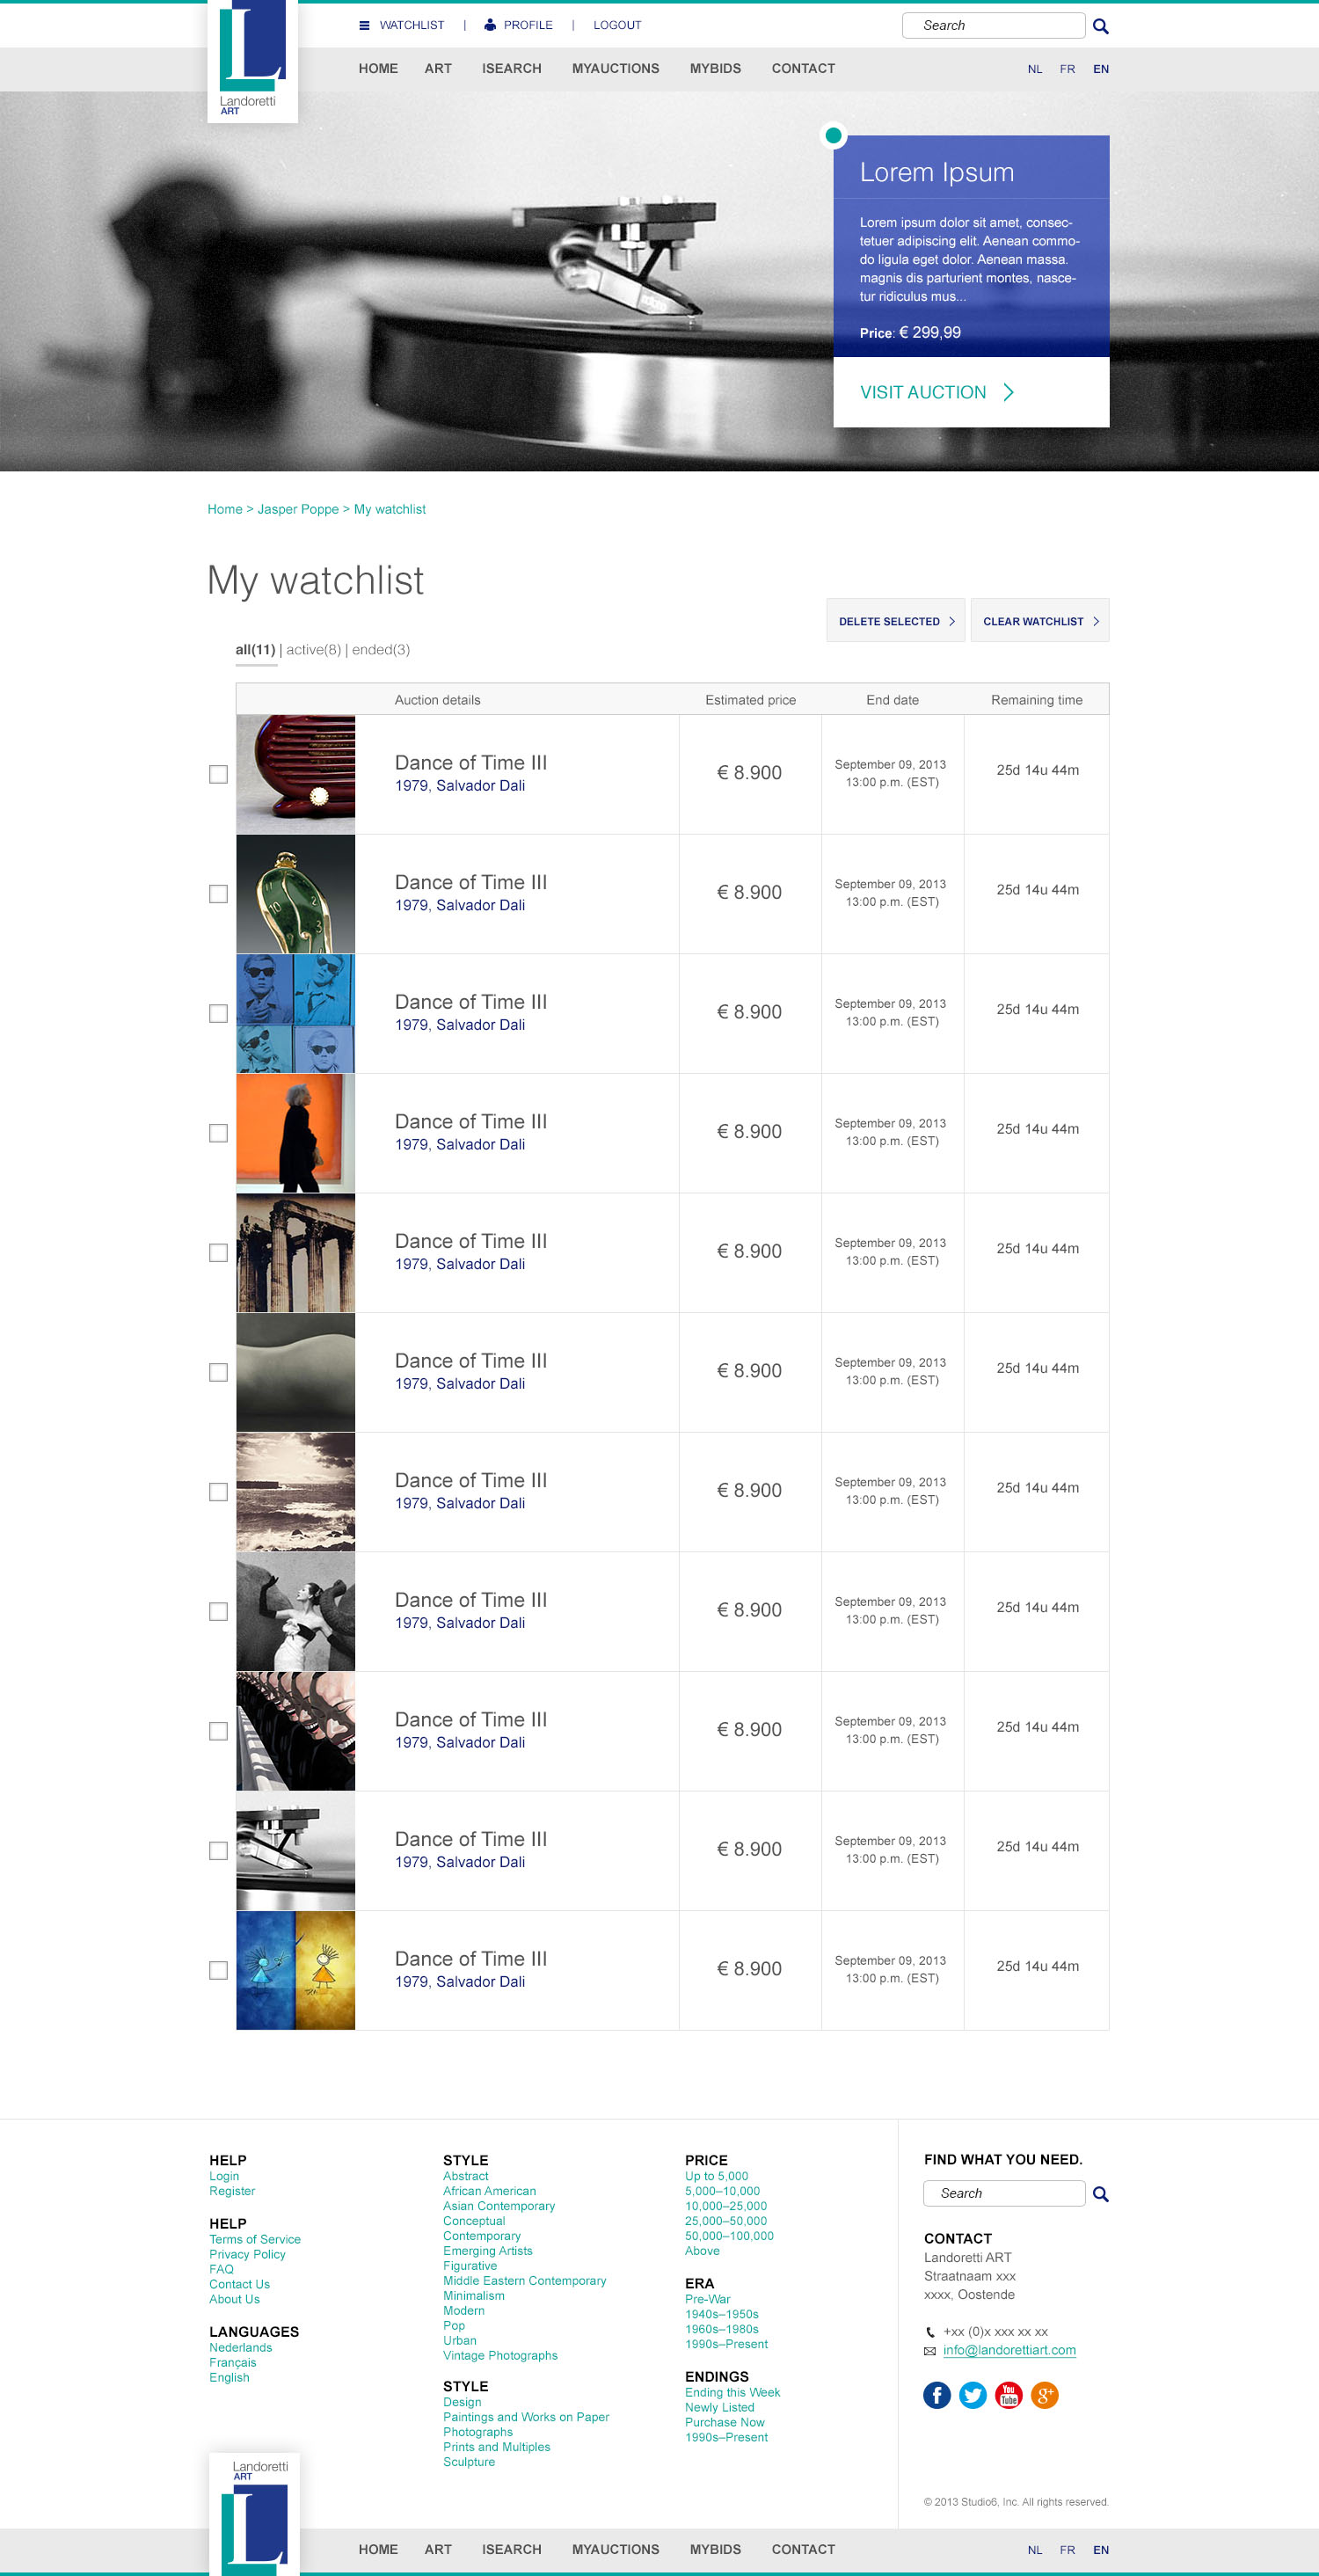 WATCHLIST | PROFILE | LOGOUT
Search
HOME ART ISEARCH MYAUCTIONS MYBIDS CONTACT
NL FR EN
L
Landoretti
ART
Lorem Ipsum
Lorem ipsum dolor sit amet, consec-
tetuer adipiscing elit. Aenean commo-
do ligula eget dolor. Aenean massa.
magnis dis parturient montes, nasce-
tur ridiculus mus...
Price: € 299,99
VISIT AUCTION
Home > Jasper Poppe > My watchlist
My watchlist
DELETE SELECTED
CLEAR WATCHLIST
all(11) | active(8) | ended(3)
Auction details Estimated price End date Remaining time
Dance of Time III
1979, Salvador Dali
€ 8.900
September 09, 2013
13:00 p.m. (EST)
25d 14u 44m
Dance of Time III
1979, Salvador Dali
€ 8.900
September 09, 2013
13:00 p.m. (EST)
25d 14u 44m
Dance of Time III
1979, Salvador Dali
€ 8.900
September 09, 2013
13:00 p.m. (EST)
25d 14u 44m
Dance of Time III
1979, Salvador Dali
€ 8.900
September 09, 2013
13:00 p.m. (EST)
25d 14u 44m
Dance of Time III
1979, Salvador Dali
€ 8.900
September 09, 2013
13:00 p.m. (EST)
25d 14u 44m
Dance of Time III
1979, Salvador Dali
€ 8.900
September 09, 2013
13:00 p.m. (EST)
25d 14u 44m
Dance of Time III
1979, Salvador Dali
€ 8.900
September 09, 2013
13:00 p.m. (EST)
25d 14u 44m
Dance of Time III
1979, Salvador Dali
€ 8.900
September 09, 2013
13:00 p.m. (EST)
25d 14u 44m
Dance of Time III
1979, Salvador Dali
€ 8.900
September 09, 2013
13:00 p.m. (EST)
25d 14u 44m
Dance of Time III
1979, Salvador Dali
€ 8.900
September 09, 2013
13:00 p.m. (EST)
25d 14u 44m
Dance of Time III
1979, Salvador Dali
€ 8.900
September 09, 2013
13:00 p.m. (EST)
25d 14u 44m
HELP
Login
Register
HELP
Terms of Service
Privacy Policy
FAQ
Contact Us
About Us
LANGUAGES
Nederlands
Français
English
STYLE
Abstract
African American
Asian Contemporary
Conceptual
Contemporary
Emerging Artists
Figurative
Middle Eastern Contemporary
Minimalism
Modern
Pop
Urban
Vintage Photographs
STYLE
Design
Paintings and Works on Paper
Photographs
Prints and Multiples
Sculpture
PRICE
Up to 5,000
5,000–10,000
10,000–25,000
25,000–50,000
50,000–100,000
Above
ERA
Pre-War
1940s–1950s
1960s–1980s
1990s–Present
ENDINGS
Ending this Week
Newly Listed
Purchase Now
1990s–Present
FIND WHAT YOU NEED.
Search
CONTACT
Landoretti ART
Straatnaam xxx
xxxx, Oostende
+xx (0)x xxx xx xx
info@landorettiart.com
f You Tube g+
© 2013 Studio6, Inc. All rights reserved.
Landoretti
ART
L
HOME ART ISEARCH MYAUCTIONS MYBIDS CONTACT
NL FR EN